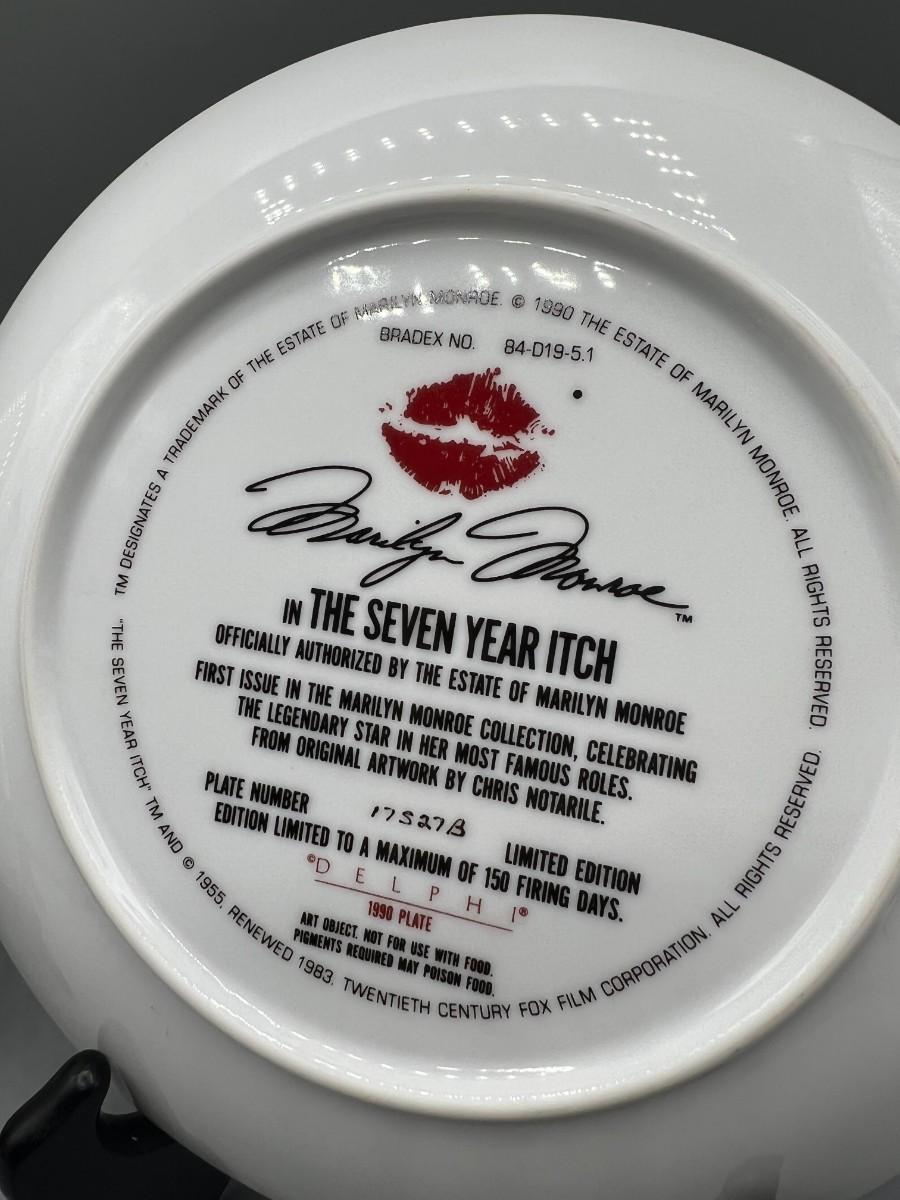 TM DESIGNATES A TRADEMARK OF THE ESTATE OF MARILYN MONROE. © 1990 THE ESTATE OF MARILYN MONROE. ALL RIGHTS RESERVED.
BRADEX NO. 84-D19-5.1
Marilyn Monroe™
IN THE SEVEN YEAR ITCH
OFFICIALLY AUTHORIZED BY THE ESTATE OF MARILYN MONROE
FIRST ISSUE IN THE MARILYN MONROE COLLECTION, CELEBRATING
THE LEGENDARY STAR IN HER MOST FAMOUS ROLES.
FROM ORIGINAL ARTWORK BY CHRIS NOTARILE.
PLATE NUMBER 17527B LIMITED EDITION
EDITION LIMITED TO A MAXIMUM OF 150 FIRING DAYS.
©DELPHI®
1990 PLATE
ART OBJECT. NOT FOR USE WITH FOOD.
PIGMENTS REQUIRED MAY POISON FOOD.
"THE SEVEN YEAR ITCH" TM AND © 1955, RENEWED 1983, TWENTIETH CENTURY FOX FILM CORPORATION. ALL RIGHTS RESERVED.